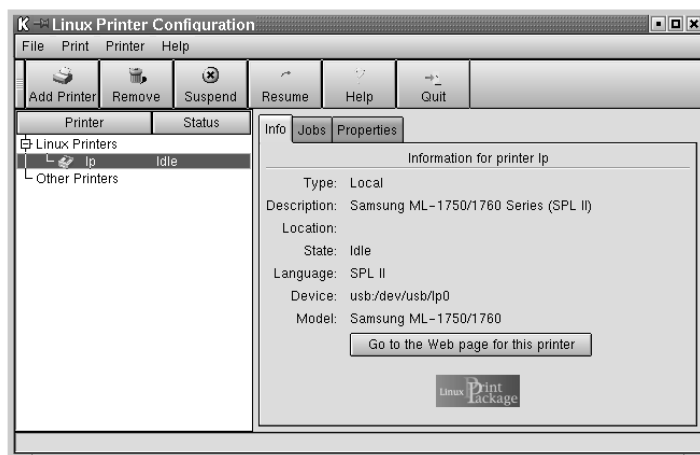 K Linux Printer Configuration
File Print Printer Help
Add Printer Remove Suspend Resume Help Quit
Printer Status
Linux Printers
lp Idle
Other Printers
Info Jobs Properties
Information for printer lp
Type: Local
Description: Samsung ML-1750/1760 Series (SPL II)
Location:
State: Idle
Language: SPL II
Device: usb:/dev/usb/lp0
Model: Samsung ML-1750/1760
Go to the Web page for this printer
Linux Print
Package